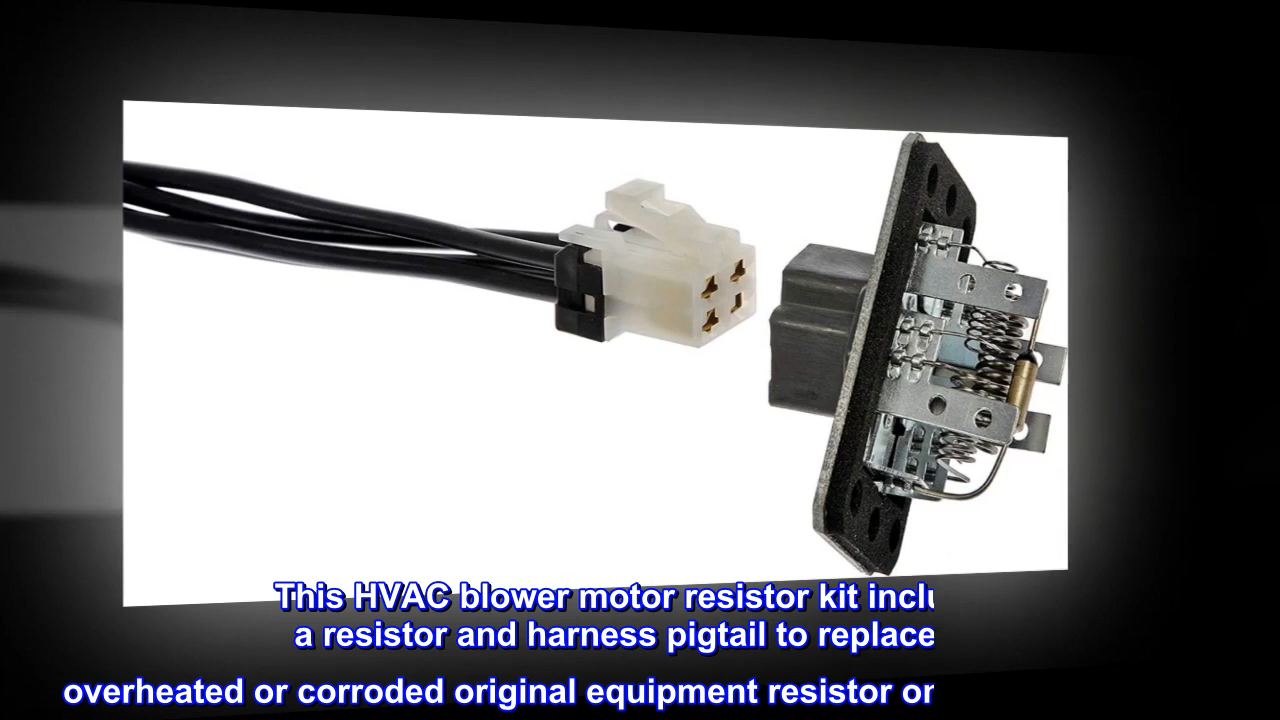 This HVAC blower motor resistor kit inclu
a resistor and harness pigtail to replace
overheated or corroded original equipment resistor or